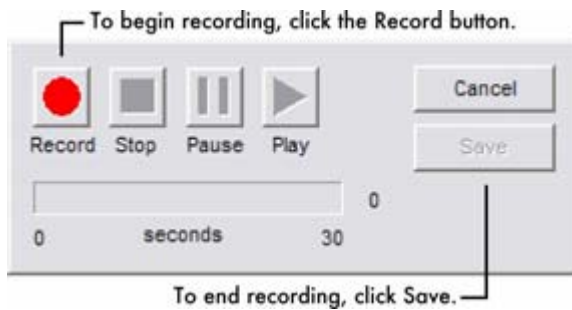 To begin recording, click the Record button.
Cancel
Record Stop Pause Play
Save
0
0 seconds 30
To end recording, click Save.